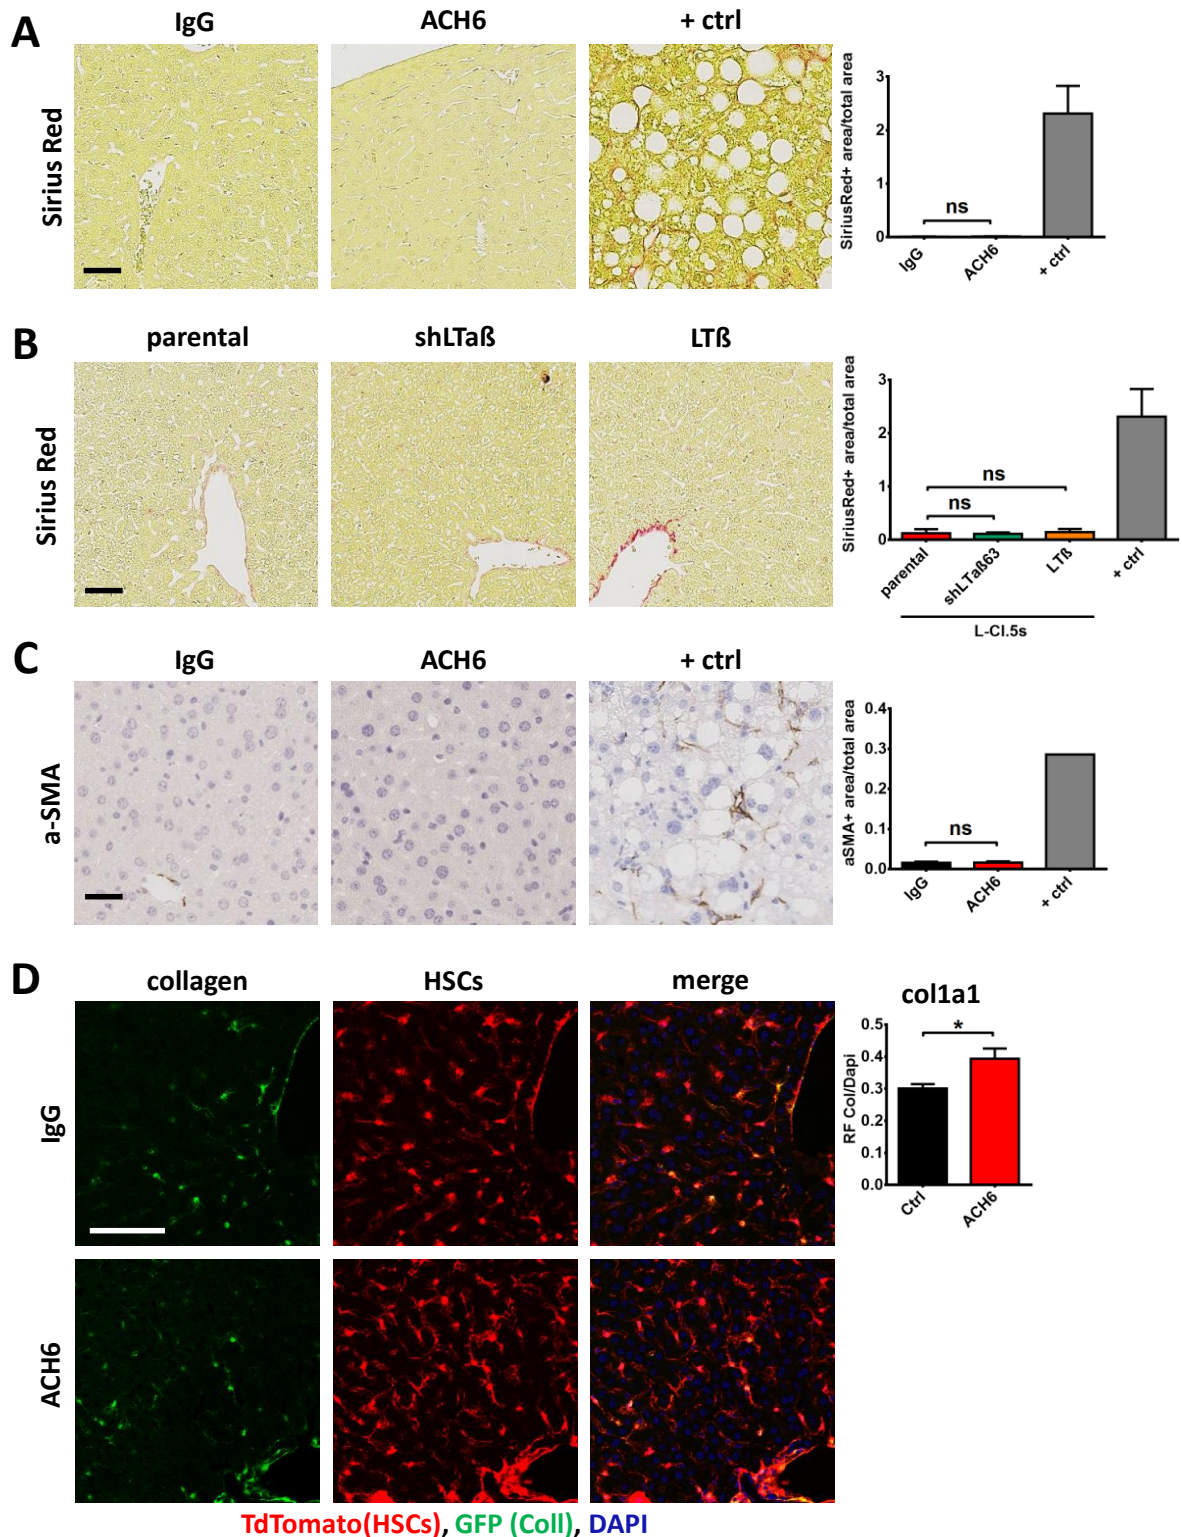 A
IgG
ACH6
+ ctrl
Sirius Red
SiriusRed+ area/total area
3
2
1
0
ns
IgG
ACH6
+ ctrl
B
parental
shLTaß
LTß
Sirius Red
SiriusRed+ area/total area
3
2
1
0
ns
ns
parental
shLTaß63
LTß
+ ctrl
L-CI.5s
C
IgG
ACH6
+ ctrl
a-SMA
aSMA+ area/total area
0.4
0.3
0.2
0.1
0.0
ns
IgG
ACH6
+ ctrl
D
collagen
HSCs
merge
col1a1
IgG
RF Col/Dapi
0.5
0.4
0.3
0.2
0.1
0.0
*
Ctrl
ACH6
ACH6
TdTomato(HSCs), GFP (Coll), DAPI